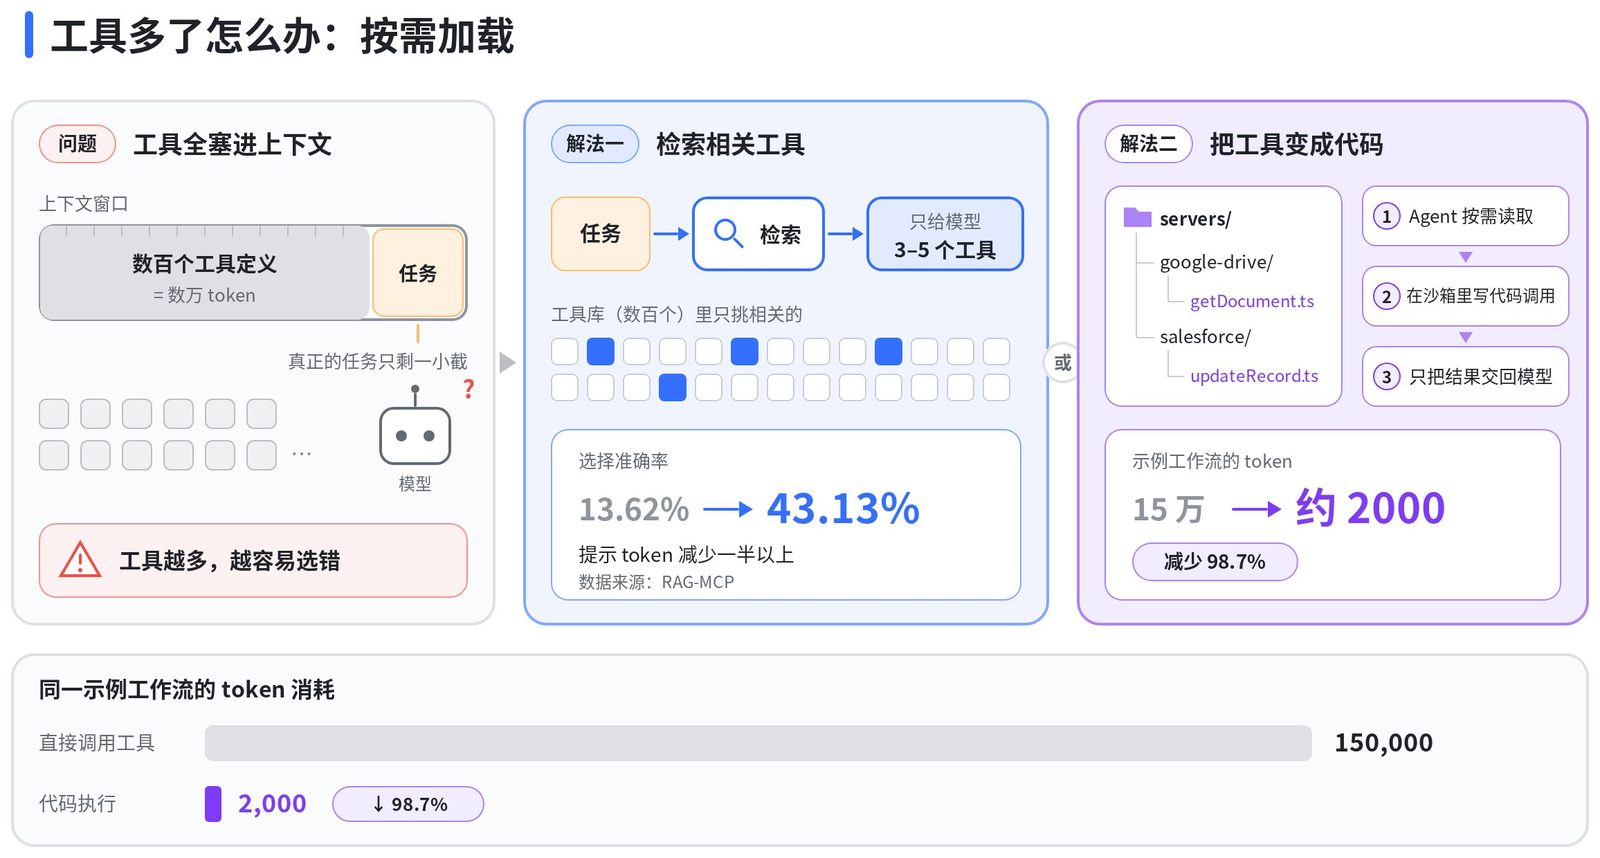 工具多了怎么办：按需加载
问题
工具全塞进上下文
上下文窗口
数百个工具定义
= 数万 token
任务
真正的任务只剩一小截
?
...
模型
工具越多，越容易选错
解法一
检索相关工具
任务
检索
只给模型
3–5 个工具
工具库（数百个）里只挑相关的
选择准确率
13.62%
43.13%
提示 token 减少一半以上
数据来源：RAG-MCP
或
解法二
把工具变成代码
servers/
google-drive/
getDocument.ts
salesforce/
updateRecord.ts
1 Agent 按需读取
2 在沙箱里写代码调用
3 只把结果交回模型
示例工作流的 token
15 万
约 2000
减少 98.7%
同一示例工作流的 token 消耗
直接调用工具
150,000
代码执行
2,000
↓ 98.7%